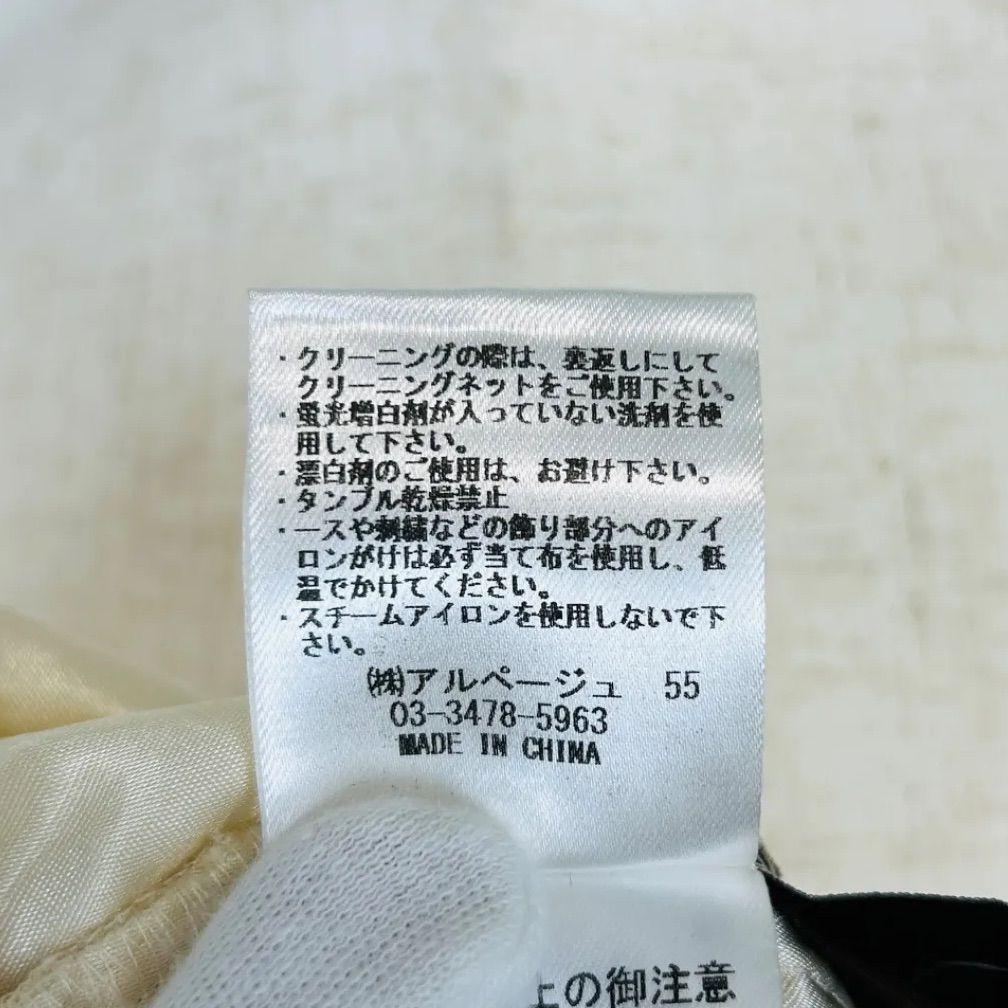 ・クリーニングの際は、裏返しにして
クリーニングネットをご使用下さい。
・蛍光増白剤が入っていない洗剤を使
用して下さい。
・漂白剤のご使用は、お避け下さい。
・タンブル乾燥禁止
・ースや刺繍などの飾り部分へのアイ
ロンがけは必ず当て布を使用し、低
温でかけてください。
・スチームアイロンを使用しないで下
さい。
㈱アルページュ 55
03-3478-5963
MADE IN CHINA
上の御注意